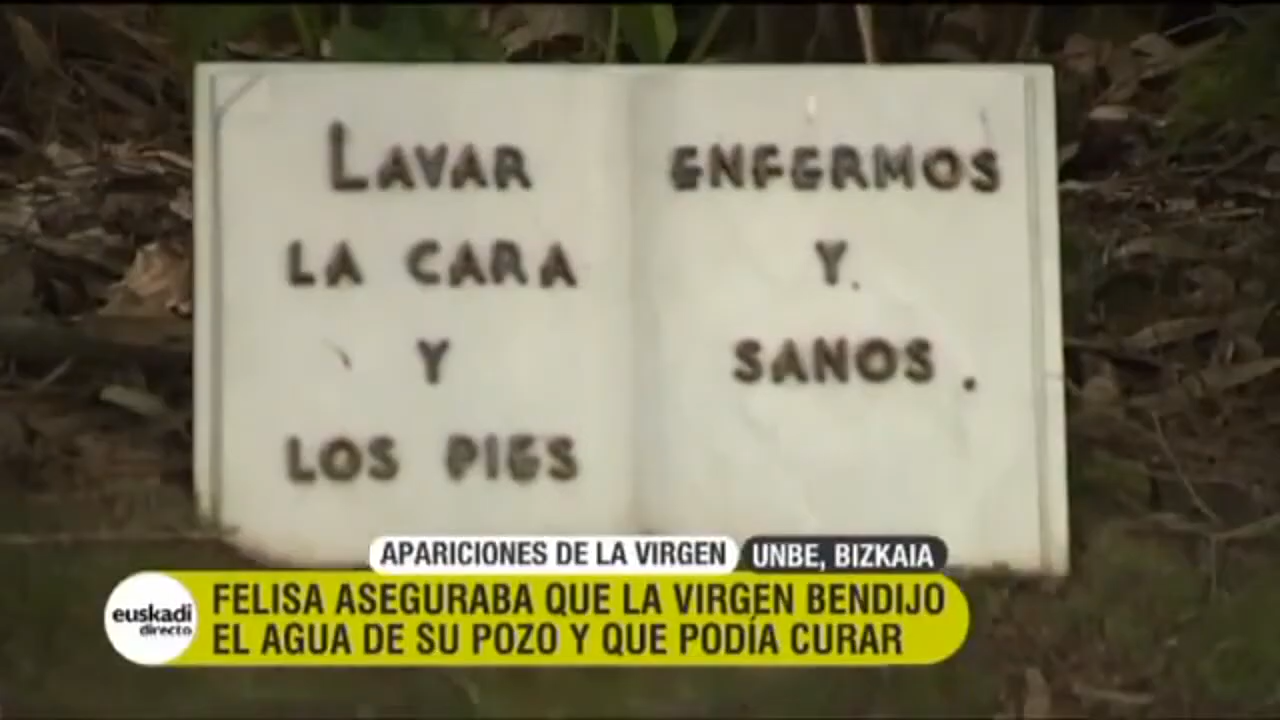 LAVAR
LA CARA
Y
LOS PIES
ENFERMOS
Y.
SANOS.
APARICIONES DE LA VIRGEN
UNBE, BIZKAIA
euskadi
directo
FELISA ASEGURABA QUE LA VIRGEN BENDIJO
EL AGUA DE SU POZO Y QUE PODÍA CURAR